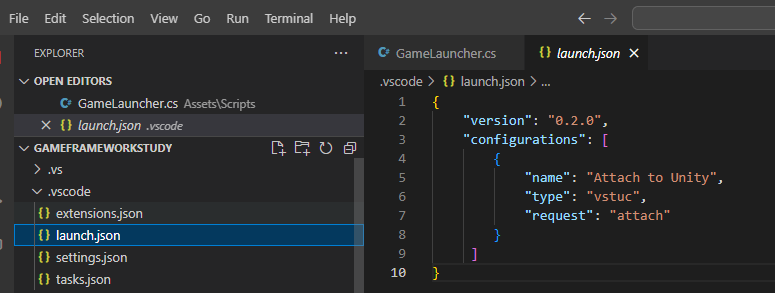 File Edit Selection View Go Run Terminal Help
EXPLORER
OPEN EDITORS
C# GameLauncher.cs Assets\Scripts
{} launch.json .vscode
GAMEFRAMEWORKSTUDY
.vs
.vscode
{} extensions.json
{} launch.json
{} settings.json
{} tasks.json
C# GameLauncher.cs {} launch.json
.vscode > {} launch.json > ...
1 {
2 "version": "0.2.0",
3 "configurations": [
4 {
5 "name": "Attach to Unity",
6 "type": "vstuc",
7 "request": "attach"
8 }
9 ]
10 }